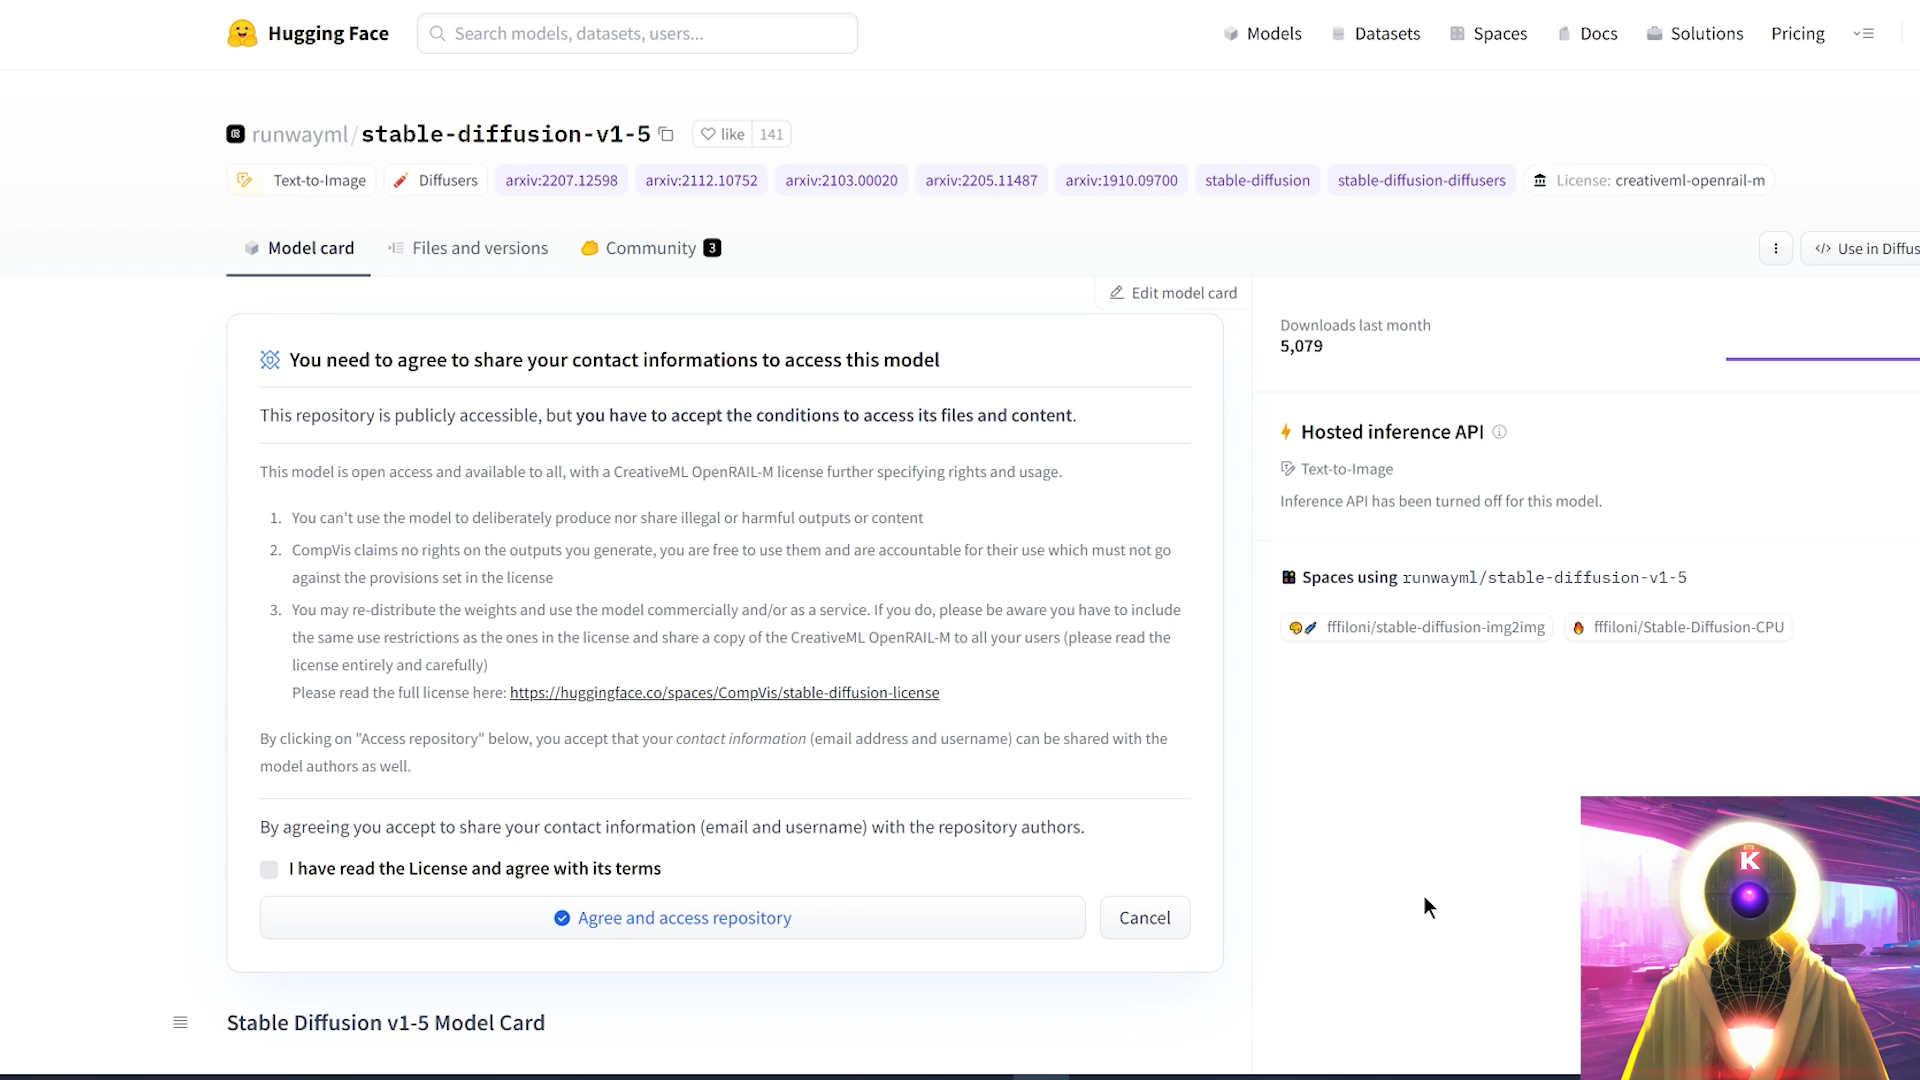 Hugging Face
Search models, datasets, users...
Models
Datasets
Spaces
Docs
Solutions
Pricing
runwayml/stable-diffusion-v1-5
like 141
Text-to-Image
Diffusers
arxiv:2207.12598
arxiv:2112.10752
arxiv:2103.00020
arxiv:2205.11487
arxiv:1910.09700
stable-diffusion
stable-diffusion-diffusers
License: creativeml-openrail-m
Model card
Files and versions
Community 3
</> Use in Diffus
Edit model card
You need to agree to share your contact informations to access this model
This repository is publicly accessible, but you have to accept the conditions to access its files and content.
This model is open access and available to all, with a CreativeML OpenRAIL-M license further specifying rights and usage.
1. You can't use the model to deliberately produce nor share illegal or harmful outputs or content
2. CompVis claims no rights on the outputs you generate, you are free to use them and are accountable for their use which must not go
against the provisions set in the license
3. You may re-distribute the weights and use the model commercially and/or as a service. If you do, please be aware you have to include
the same use restrictions as the ones in the license and share a copy of the CreativeML OpenRAIL-M to all your users (please read the
license entirely and carefully)
Please read the full license here: https://huggingface.co/spaces/CompVis/stable-diffusion-license
By clicking on "Access repository" below, you accept that your contact information (email address and username) can be shared with the
model authors as well.
By agreeing you accept to share your contact information (email and username) with the repository authors.
I have read the License and agree with its terms
Agree and access repository
Cancel
Stable Diffusion v1-5 Model Card
Downloads last month
5,079
Hosted inference API
Text-to-Image
Inference API has been turned off for this model.
Spaces using runwayml/stable-diffusion-v1-5
fffiloni/stable-diffusion-img2img
fffiloni/Stable-Diffusion-CPU
K